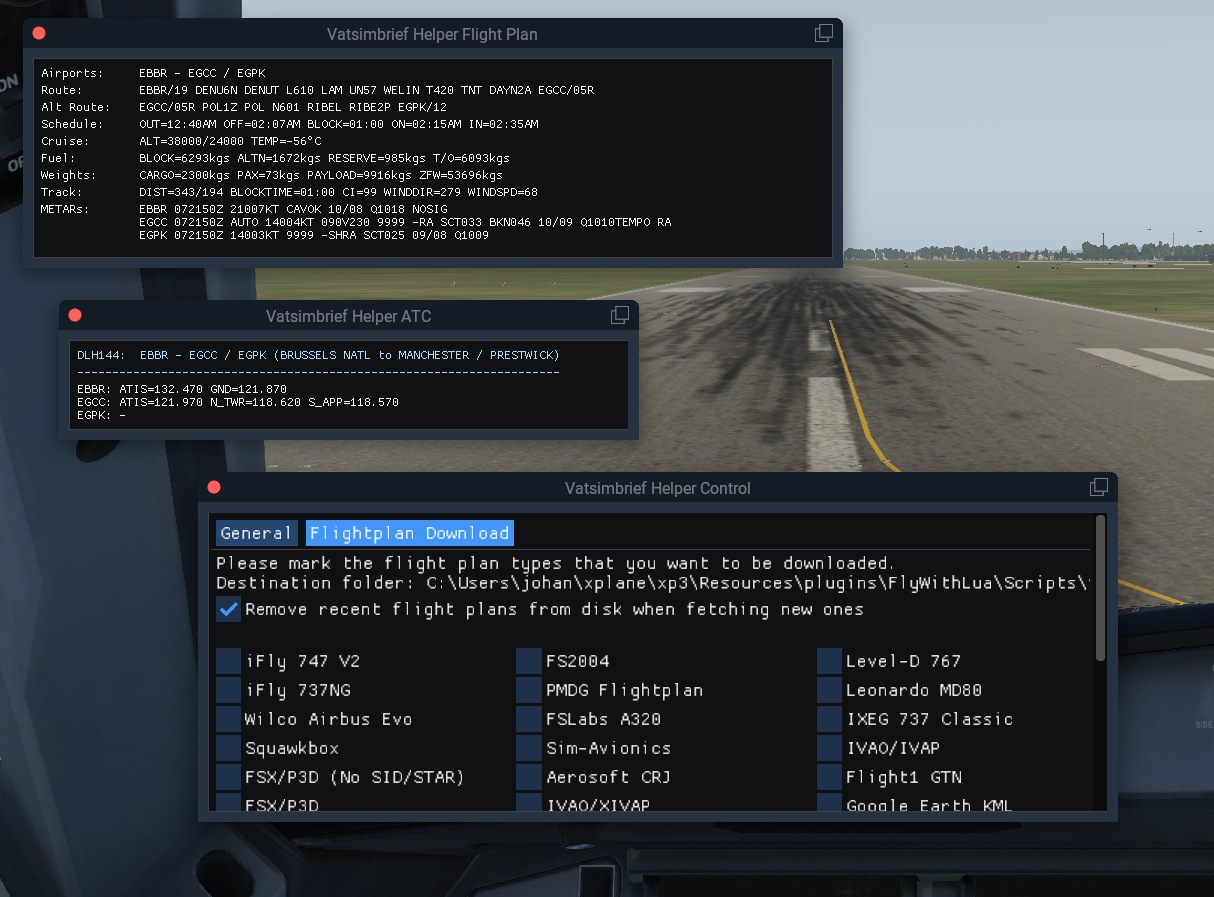 Vatsimbrief Helper Flight Plan
Airports: EBBR - EGCC / EGPK
Route: EBBR/19 DENU6N DENUT L610 LAM UN57 WELIN T420 TNT DAYN2A EGCC/05R
Alt Route: EGCC/05R POL1Z POL N601 RIBEL RIBE2P EGPK/12
Schedule: OUT=12:40AM OFF=02:07AM BLOCK=01:00 ON=02:15AM IN=02:35AM
Cruise: ALT=38000/24000 TEMP=-56°C
Fuel: BLOCK=6293kgs ALTN=1672kgs RESERVE=985kgs T/O=6093kgs
Weights: CARGO=2300kgs PAX=73kgs PAYLOAD=9916kgs ZFW=53696kgs
Track: DIST=343/194 BLOCKTIME=01:00 CI=99 WINDDIR=279 WINDSPD=68
METARs: EBBR 072150Z 21007KT CAVOK 10/08 Q1018 NOSIG
EGCC 072150Z AUTO 14004KT 090V230 9999 -RA SCT033 BKN046 10/09 Q1010TEMPO RA
EGPK 072150Z 14003KT 9999 -SHRA SCT025 09/08 Q1009
Vatsimbrief Helper ATC
DLH144: EBBR - EGCC / EGPK (BRUSSELS NATL to MANCHESTER / PRESTWICK)
---------------------------------------------------------------------
EBBR: ATIS=132.470 GND=121.870
EGCC: ATIS=121.970 N_TWR=118.620 S_APP=118.570
EGPK: -
Vatsimbrief Helper Control
General Flightplan Download
Please mark the flight plan types that you want to be downloaded.
Destination folder: C:\Users\johan\xplane\xp3\Resources\plugins\FlyWithLua\Scripts\
Remove recent flight plans from disk when fetching new ones
iFly 747 V2 FS2004 Level-D 767
iFly 737NG PMDG Flightplan Leonardo MD80
Wilco Airbus Evo FSLabs A320 IXEG 737 Classic
Squawkbox Sim-Avionics IVAO/IVAP
FSX/P3D (No SID/STAR) Aerosoft CRJ Flight1 GTN
FSX/P3D IVAO/XIVAP Google Earth KML